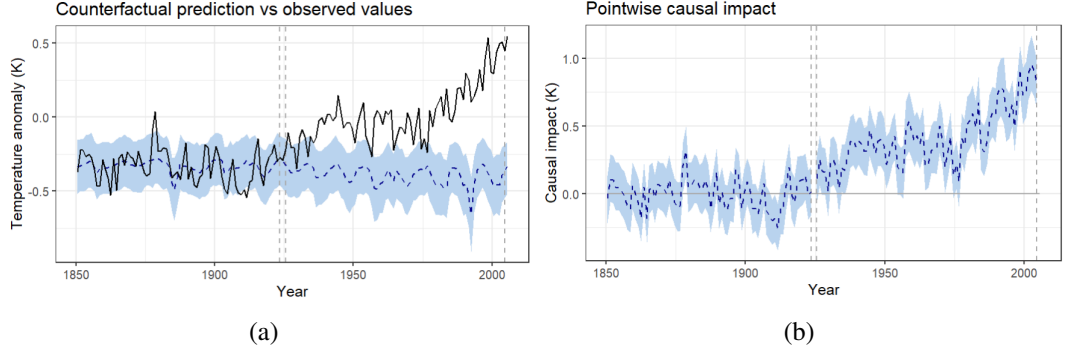 Counterfactual prediction vs observed values
Temperature anomaly (K)
0.5
0.0
-0.5
1850 1900 1950 2000
Year
(a)
Pointwise causal impact
Causal impact (K)
1.0
0.5
0.0
1850 1900 1950 2000
Year
(b)